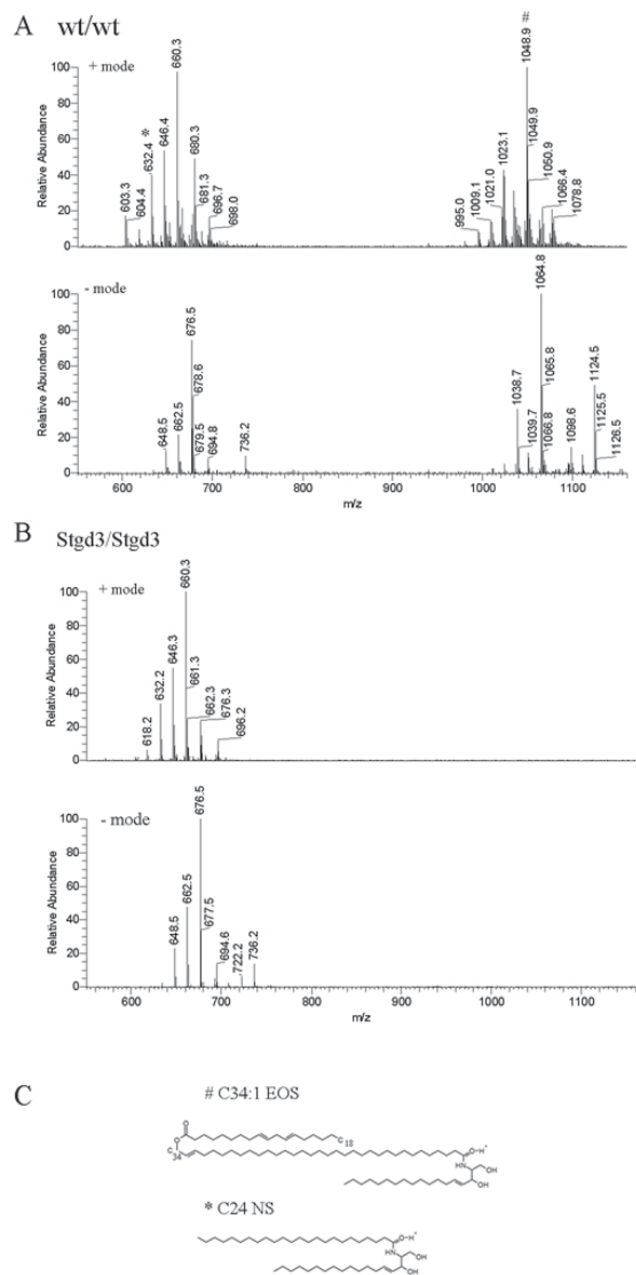 A wt/wt
+ mode
#
*
Relative Abundance
100
80
60
40
20
0
603.3
604.4
632.4
646.4
660.3
680.3
681.3
696.7
698.0
995.0
1009.1
1021.0
1023.1
1048.9
1049.9
1050.9
1066.4
1078.8
- mode
Relative Abundance
100
80
60
40
20
0
648.5
662.5
676.5
678.6
679.5
694.8
736.2
1038.7
1039.7
1064.8
1065.8
1066.8
1098.6
1124.5
1125.5
1126.5
600 700 800 900 1000 1100
m/z
B Stgd3/Stgd3
+ mode
Relative Abundance
100
80
60
40
20
0
618.2
632.2
646.3
660.3
661.3
662.3
676.3
696.2
- mode
Relative Abundance
100
80
60
40
20
0
648.5
662.5
676.5
677.5
694.6
722.2
736.2
600 700 800 900 1000 1100
m/z
C
# C34:1 EOS
O
O
C34
C18
O-H+
HN
OH
OH
* C24 NS
O-H+
HN
OH
OH